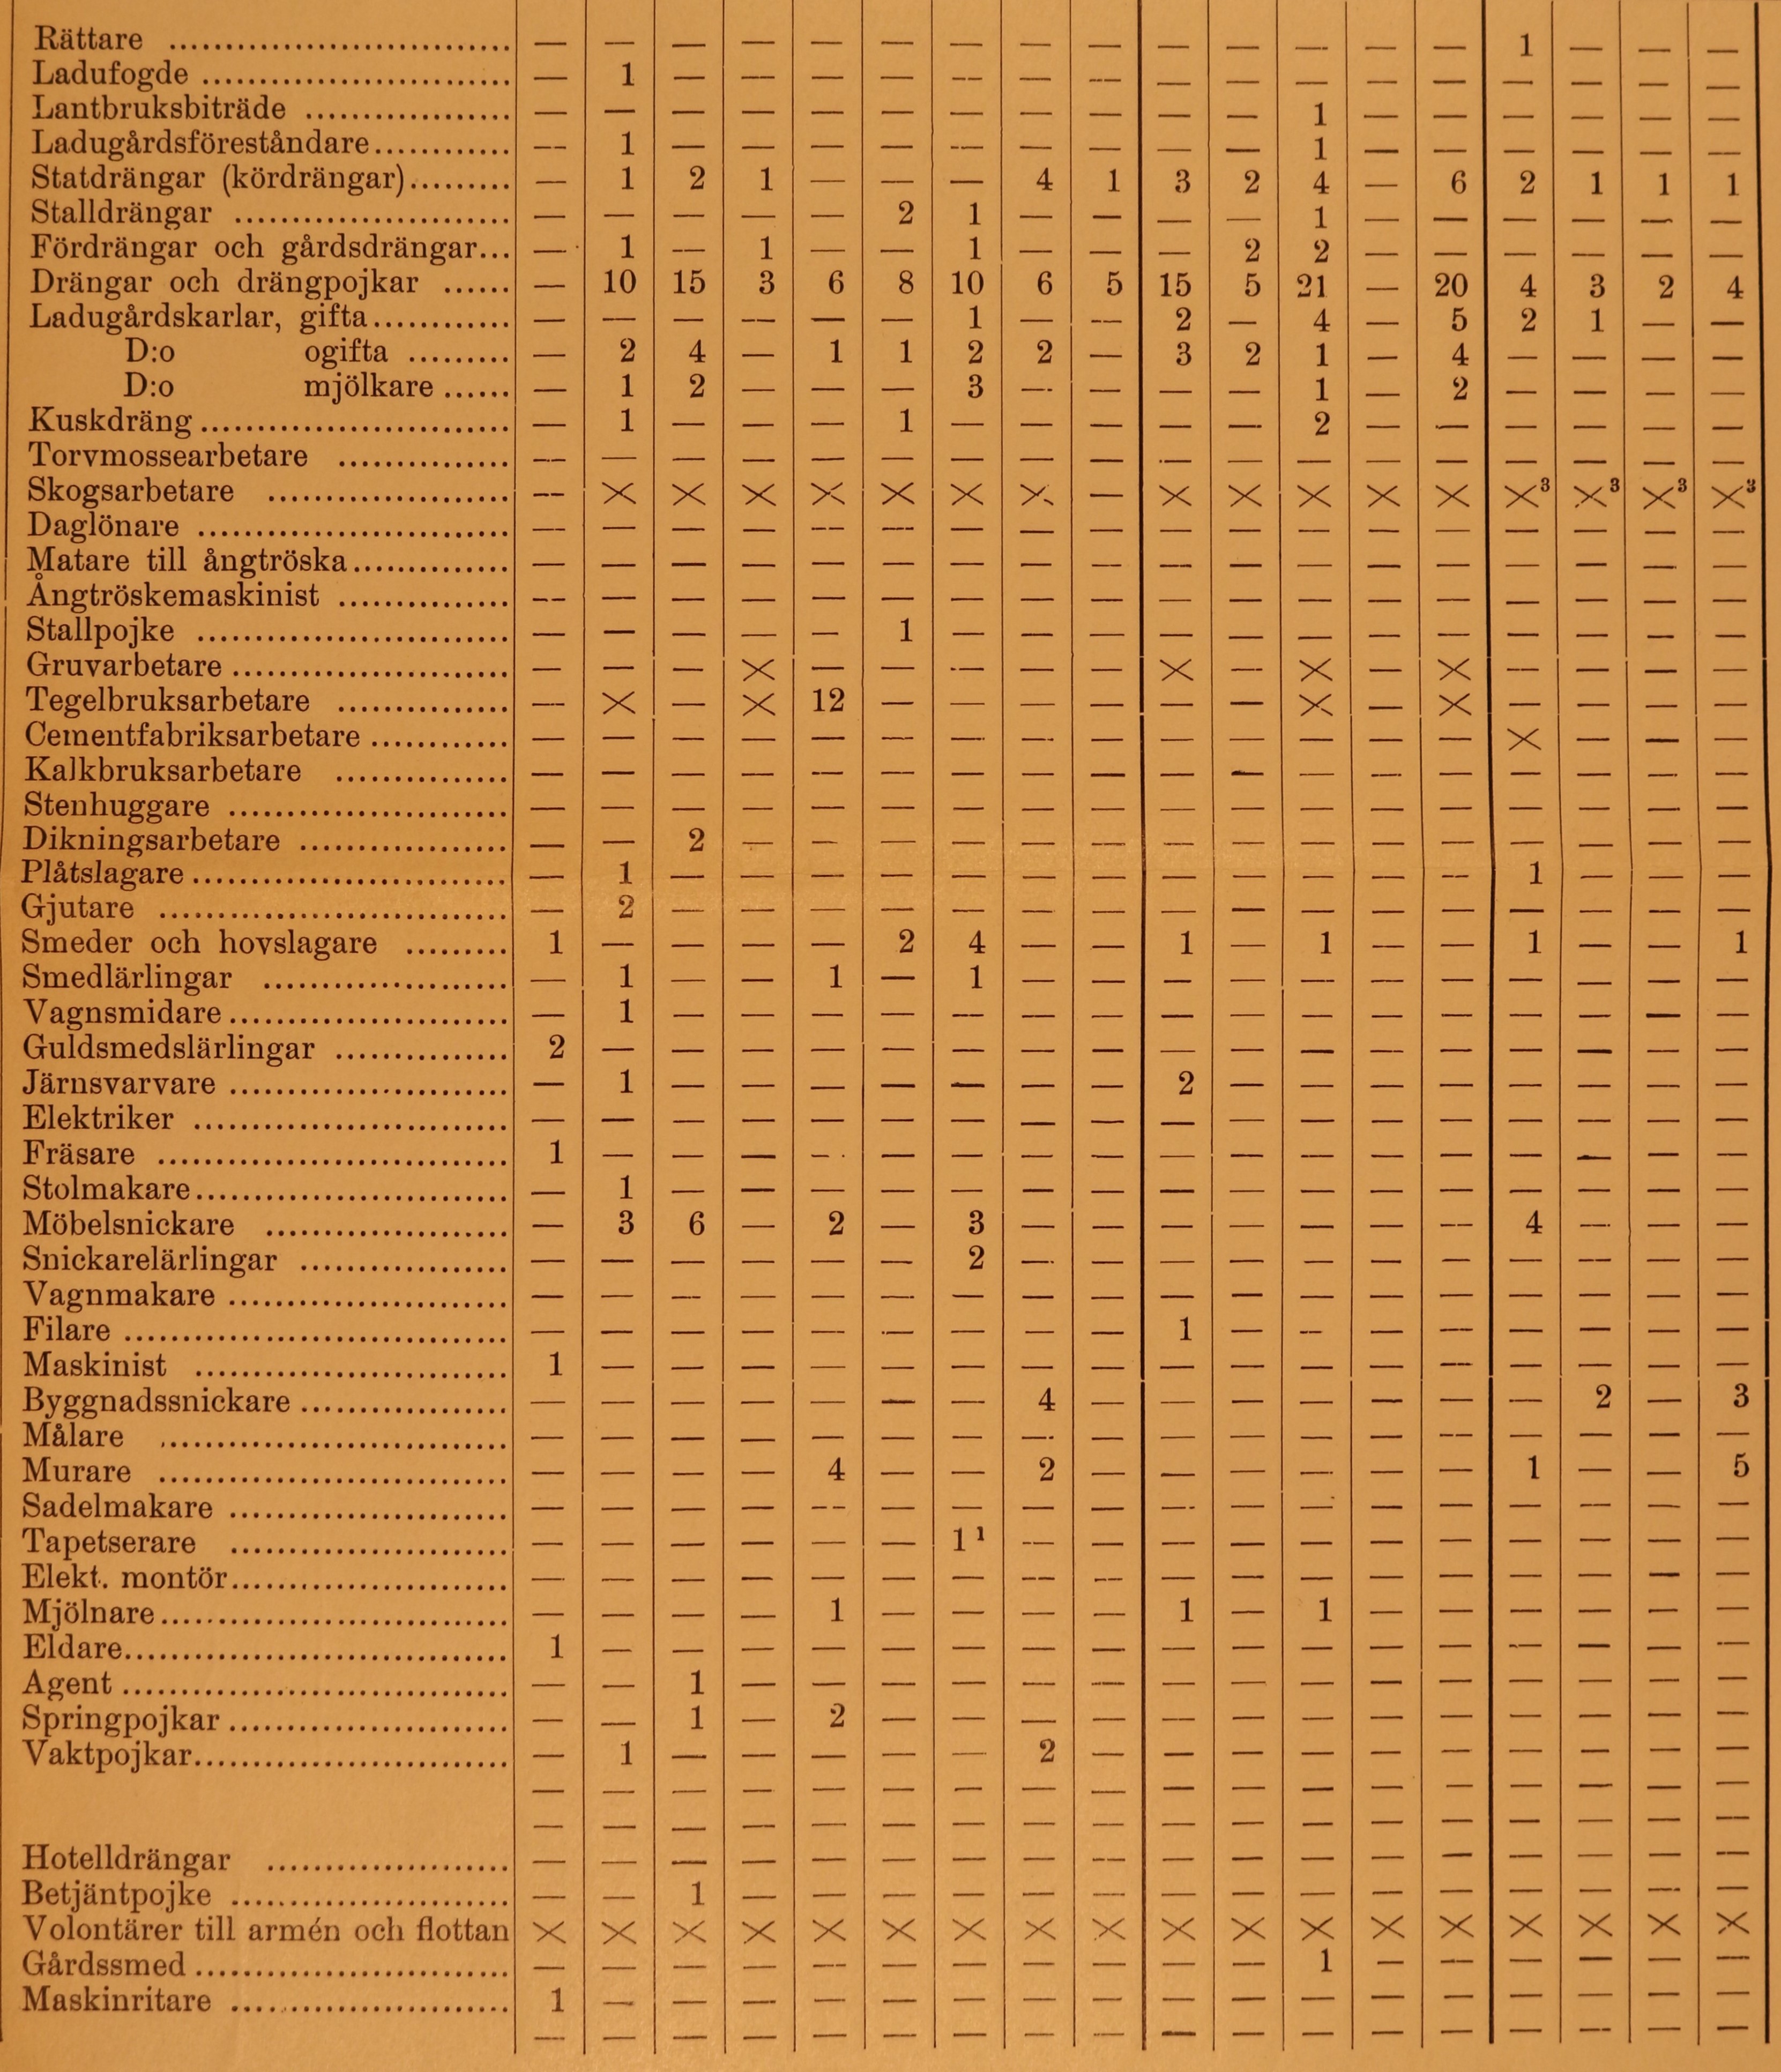 Rättare .............................. — — — — — — — — — — — — — — 1 — — —
Ladufogde ........................... — 1 — — — — — — — — — — — — — — — —
Lantbruksbiträde .................. — — — — — — — — — — — 1 — — — — — —
Ladugårdsföreståndare............ — 1 — — — — — — — — — 1 — — — — — —
Statdrängar (kördrängar)......... — 1 2 1 — — — 4 1 3 2 4 — 6 2 1 1 1
Stalldrängar ........................ — — — — — 2 1 — — — — 1 — — — — — —
Fördrängar och gårdsdrängar... — 1 — 1 — — 1 — — — 2 2 — — — — — —
Drängar och drängpojkar ...... — 10 15 3 6 8 10 6 5 15 5 21 — 20 4 3 2 4
Ladugårdskarlar, gifta............ — — — — — — 1 — — 2 — 4 — 5 2 1 — —
D:o ogifta ......... — 2 4 — 1 1 2 2 — 3 2 1 — 4 — — — —
D:o mjölkare ...... — 1 2 — — — 3 — — — — 1 — 2 — — — —
Kuskdräng ........................... — 1 — — — 1 — — — — — 2 — — — — — —
Torvmossearbetare ............... — — — — — — — — — — — — — — — — — —
Skogsarbetare ..................... — × × × × × × × — × × × × × ×³ ×³ ×³ ×³
Daglönare ........................... — — — — — — — — — — — — — — — — — —
Matare till ångtröska.............. — — — — — — — — — — — — — — — — — —
Ångtröskemaskinist ............... — — — — — — — — — — — — — — — — — —
Stallpojke ........................... — — — — — 1 — — — — — — — — — — — —
Gruvarbetare ........................ — — — × — — — — — × — × — × — — — —
Tegelbruksarbetare ............... — × — × 12 — — — — — — × — × — — — —
Cementfabriksarbetare ............ — — — — — — — — — — — — — — × — — —
Kalkbruksarbetare ............... — — — — — — — — — — — — — — — — — —
Stenhuggare ........................ — — — — — — — — — — — — — — — — — —
Dikningsarbetare .................. — — 2 — — — — — — — — — — — — — — —
Plåtslagare ........................... — 1 — — — — — — — — — — — — 1 — — —
Gjutare .............................. — 2 — — — — — — — — — — — — — — — —
Smeder och hovslagare ......... 1 — — — — 2 4 — — 1 — 1 — — 1 — — 1
Smedlärlingar ..................... — 1 — — 1 — 1 — — — — — — — — — — —
Vagnsmidare ........................ — 1 — — — — — — — — — — — — — — — —
Guldsmedslärlingar ............... 2 — — — — — — — — — — — — — — — — —
Järnsvarvare ........................ — 1 — — — — — — — 2 — — — — — — — —
Elektriker ........................... — — — — — — — — — — — — — — — — — —
Fräsare .............................. 1 — — — — — — — — — — — — — — — — —
Stolmakare........................... — 1 — — — — — — — — — — — — — — — —
Möbelsnickare ..................... — 3 6 — 2 — 3 — — — — — — — 4 — — —
Snickarelärlingar .................. — — — — — — 2 — — — — — — — — — — —
Vagnmakare ........................ — — — — — — — — — — — — — — — — — —
Filare ................................. — — — — — — — — — 1 — — — — — — — —
Maskinist ........................... 1 — — — — — — — — — — — — — — — — —
Byggnadssnickare .................. — — — — — — — 4 — — — — — — — 2 — 3
Målare .............................. — — — — — — — — — — — — — — — — — —
Murare .............................. — — — — 4 — — 2 — — — — — — 1 — — 5
Sadelmakare ........................ — — — — — — — — — — — — — — — — — —
Tapetserare ........................ — — — — — — 1¹ — — — — — — — — — — —
Elekt. montör........................ — — — — — — — — — — — — — — — — — —
Mjölnare.............................. — — — — 1 — — — — 1 — 1 — — — — — —
Eldare................................. 1 — — — — — — — — — — — — — — — — —
Agent ................................. — — 1 — — — — — — — — — — — — — — —
Springpojkar ........................ — — 1 — 2 — — — — — — — — — — — — —
Vaktpojkar........................... — 1 — — — — — 2 — — — — — — — — — —
— — — — — — — — — — — — — — — — — —
— — — — — — — — — — — — — — — — — —
Hotelldrängar ..................... — — — — — — — — — — — — — — — — — —
Betjäntpojke ........................ — — 1 — — — — — — — — — — — — — — —
Volontärer till armén och flottan × × × × × × × × × × × × × × × × × ×
Gårdssmed ........................... — — — — — — — — — — — 1 — — — — — —
Maskinritare ........................ 1 — — — — — — — — — — — — — — — — —
— — — — — — — — — — — — — — — — — —